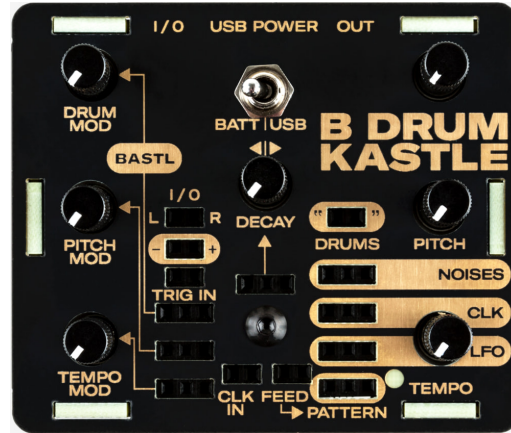 I/O USB POWER OUT
DRUM
MOD
BATT|USB
B DRUM
KASTLE
BASTL
I/O
L R
DECAY
" "
DRUMS
PITCH
PITCH
MOD
- +
TRIG IN
NOISES
CLK
LFO
TEMPO
MOD
CLK
IN
FEED
PATTERN
TEMPO